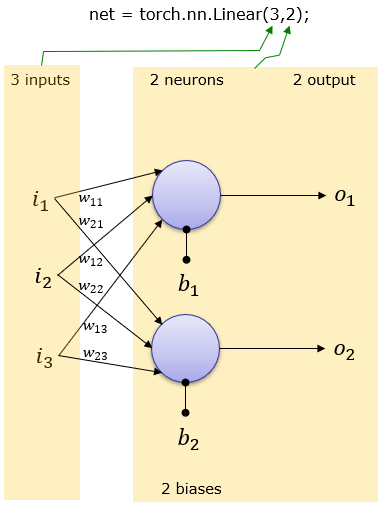 net = torch.nn.Linear(3,2);
3 inputs
2 neurons
2 output
i₁
w₁₁
o₁
w₂₁
w₁₂
i₂
w₂₂
b₁
w₁₃
i₃
w₂₃
o₂
b₂
2 biases